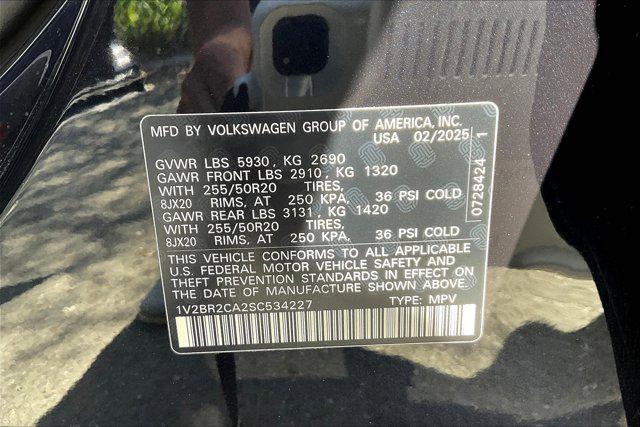 MFD BY VOLKSWAGEN GROUP OF AMERICA, INC.
USA 02/2025
GVWR LBS 5930, KG 2690
GAWR FRONT LBS 2910, KG 1320
WITH 255/50R20 TIRES,
8JX20 RIMS, AT 250 KPA, 36 PSI COLD
GAWR REAR LBS 3131, KG 1420
WITH 255/50R20 TIRES,
8JX20 RIMS, AT 250 KPA, 36 PSI COLD
THIS VEHICLE CONFORMS TO ALL APPLICABLE
U.S. FEDERAL MOTOR VEHICLE SAFETY AND
THEFT PREVENTION STANDARDS IN EFFECT ON
THE DATE OF MANUFACTURE SHOWN ABOVE.
1V2BR2CA2SC534227 TYPE: MPV
0728424 1